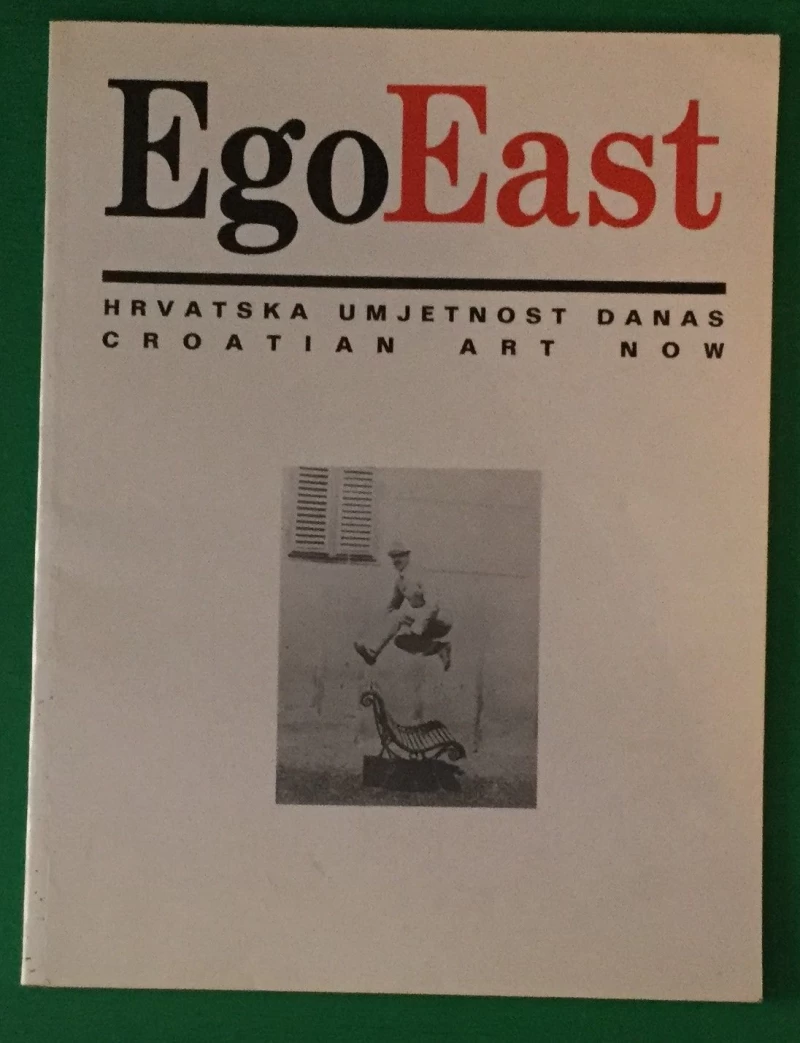 EgoEast
HRVATSKA UMJETNOST DANAS
CROATIAN ART NOW